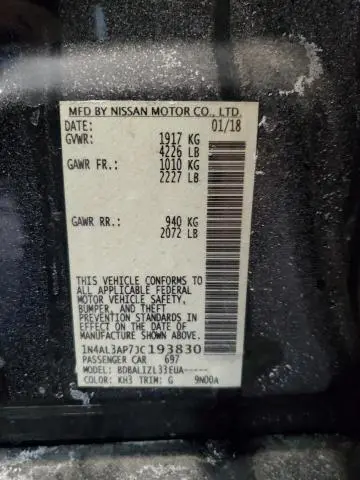 MFD BY NISSAN MOTOR CO., LTD.
DATE: 01/18
GVWR: 1917 KG
4226 LB
GAWR FR.: 1010 KG
2227 LB
GAWR RR.: 940 KG
2072 LB
THIS VEHICLE CONFORMS TO
ALL APPLICABLE FEDERAL
MOTOR VEHICLE SAFETY,
BUMPER, AND THEFT
PREVENTION STANDARDS
IN EFFECT ON THE DATE OF
MANUFACTURE SHOWN ABOVE.
1N4AL3AP7JC193830
PASSENGER CAR 697
MODEL: BDBALIZL33EUA-----
COLOR: KH3 TRIM: G 9N00A